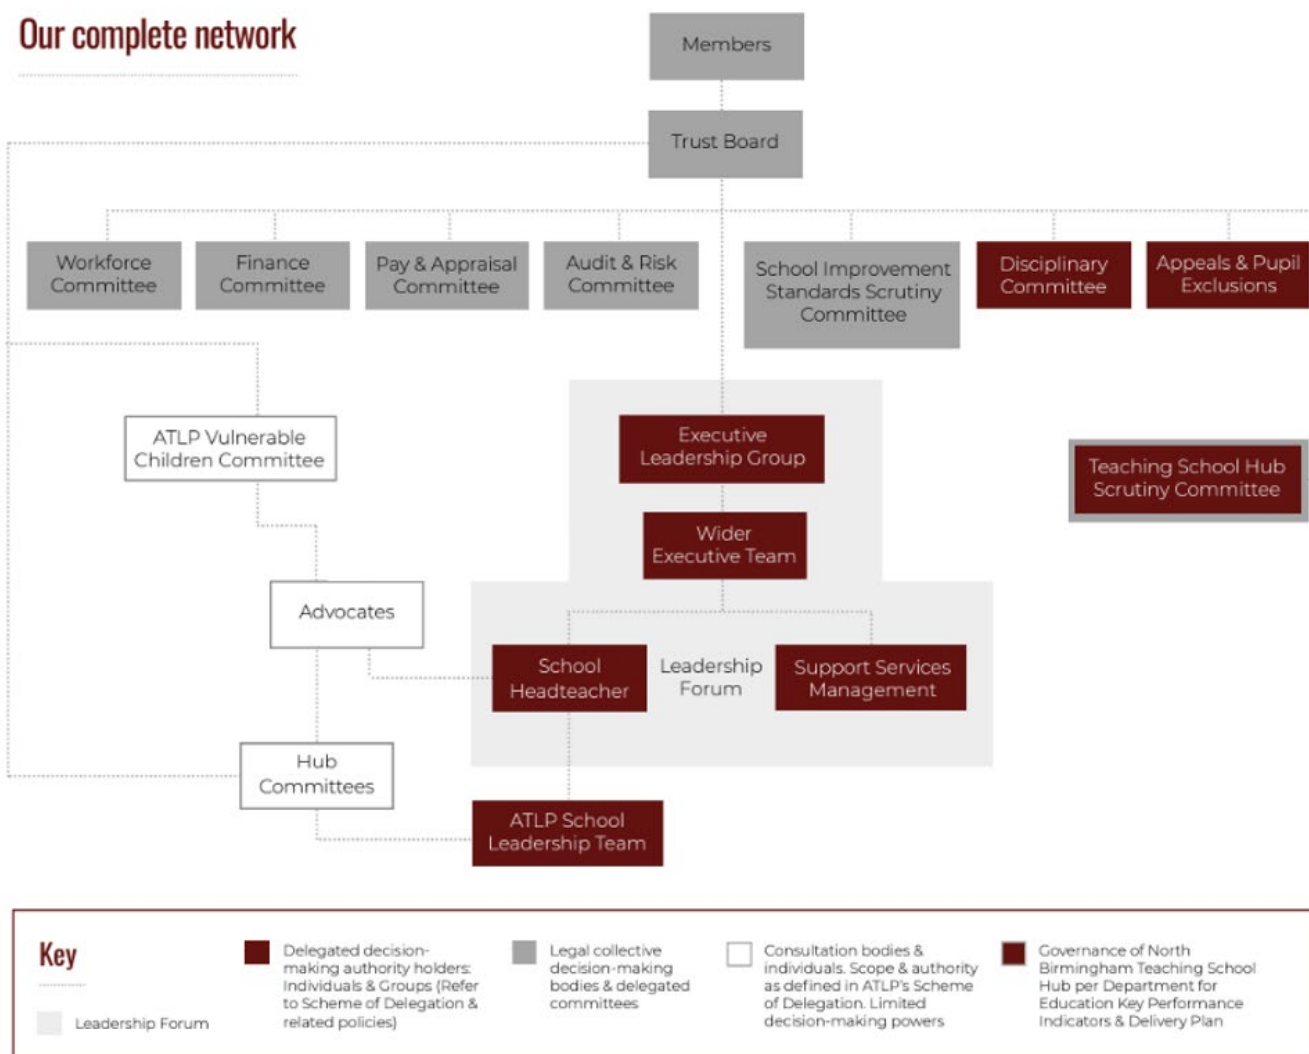 Our complete network
Members
Trust Board
Workforce
Committee
Finance
Committee
Pay & Appraisal
Committee
Audit & Risk
Committee
School Improvement
Standards Scrutiny
Committee
Disciplinary
Committee
Appeals & Pupil
Exclusions
ATLP Vulnerable
Children Committee
Executive
Leadership Group
Teaching School Hub
Scrutiny Committee
Wider
Executive Team
Advocates
School
Headteacher
Leadership
Forum
Support Services
Management
Hub
Committees
ATLP School
Leadership Team
Key
Leadership Forum
Delegated decision-
making authority holders:
Individuals & Groups (Refer
to Scheme of Delegation &
related policies)
Legal collective
decision-making
bodies & delegated
committees
Consultation bodies &
individuals. Scope & authority
as defined in ATLP's Scheme
of Delegation. Limited
decision-making powers
Governance of North
Birmingham Teaching School
Hub per Department for
Education Key Performance
Indicators & Delivery Plan